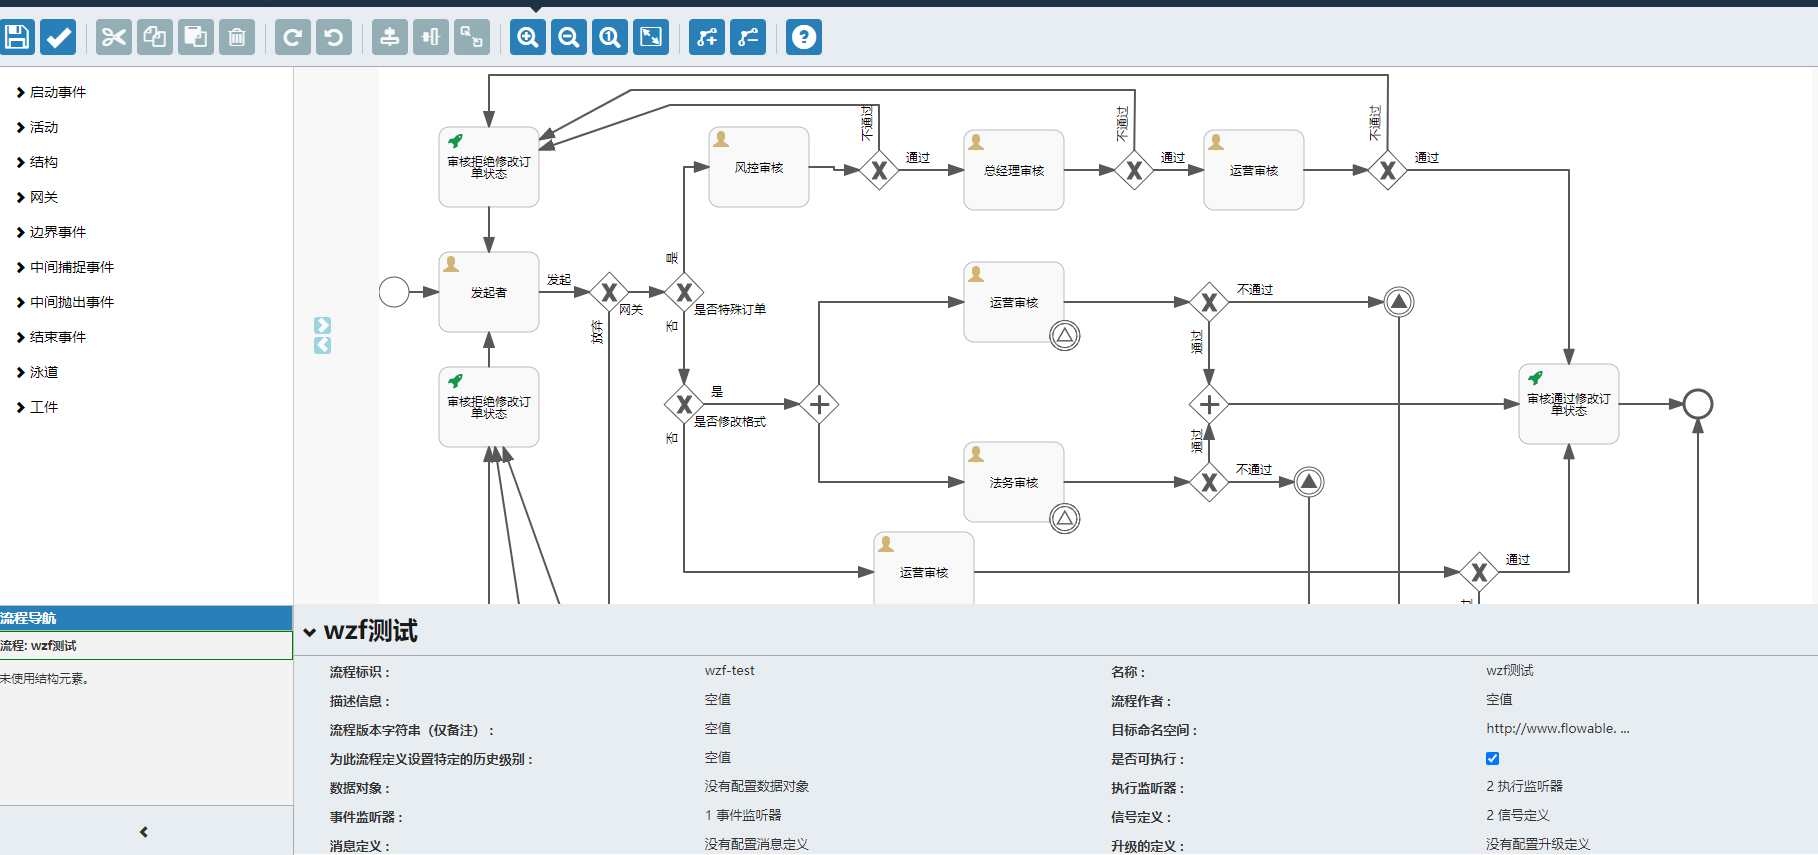 启动事件
活动
结构
网关
边界事件
中间捕捉事件
中间抛出事件
结束事件
泳道
工件
流程导航
流程: wzf测试
未使用结构元素。
不通过
不通过
不通过
审核拒绝修改订
单状态
风控审核
通过
总经理审核
通过
运营审核
通过
是
发起者
发起
网关
放弃
是否特殊订单
否
运营审核
不通过
通过
审核拒绝修改订
单状态
是
是否修改格式
否
审核通过修改订
单状态
通过
法务审核
不通过
运营审核
通过
wzf测试
流程标识 :
wzf-test
名称 :
wzf测试
描述信息 :
空值
流程作者 :
空值
流程版本字符串（仅备注） :
空值
目标命名空间 :
http://www.flowable. ...
为此流程定义设置特定的历史级别 :
空值
是否可执行 :
数据对象 :
没有配置数据对象
执行监听器 :
2 执行监听器
事件监听器 :
1 事件监听器
信号定义 :
2 信号定义
消息定义 :
没有配置消息定义
升级的定义 :
没有配置升级定义